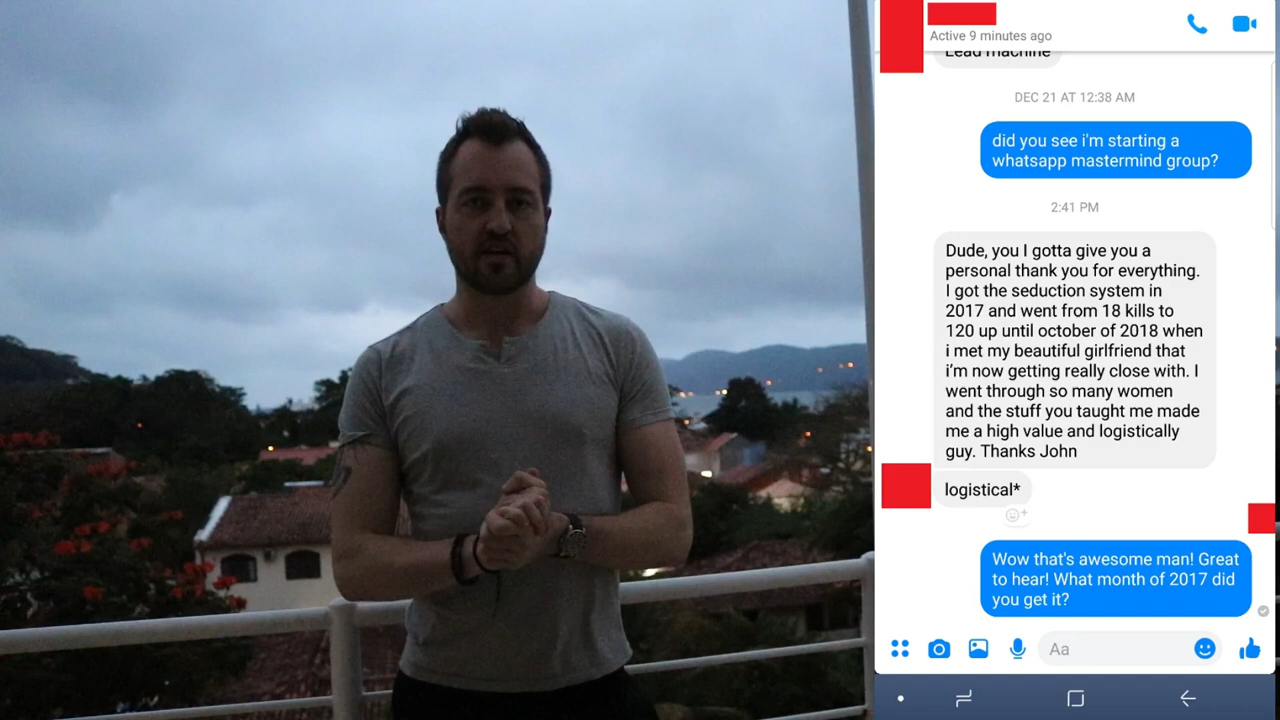 Active 9 minutes ago
Lead machine
DEC 21 AT 12:38 AM
did you see i'm starting a
whatsapp mastermind group?
2:41 PM
Dude, you I gotta give you a
personal thank you for everything.
I got the seduction system in
2017 and went from 18 kills to
120 up until october of 2018 when
i met my beautiful girlfriend that
i'm now getting really close with. I
went through so many women
and the stuff you taught me made
me a high value and logistically
guy. Thanks John
logistical*
Wow that's awesome man! Great
to hear! What month of 2017 did
you get it?
Aa